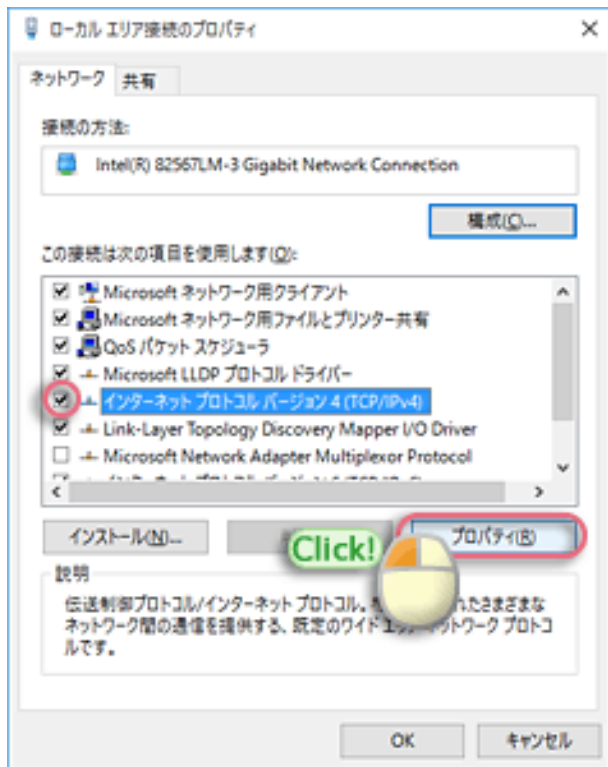 ローカル エリア接続のプロパティ
ネットワーク 共有
接続の方法:
Intel(R) 82567LM-3 Gigabit Network Connection
構成(C)...
この接続は次の項目を使用します(O):
Microsoft ネットワーク用クライアント
Microsoft ネットワーク用ファイルとプリンター共有
QoS パケット スケジューラ
Microsoft LLDP プロトコル ドライバー
インターネット プロトコル バージョン 4 (TCP/IPv4)
Link-Layer Topology Discovery Mapper I/O Driver
Microsoft Network Adapter Multiplexor Protocol
インストール(N)... プロパティ(R)
Click!
説明
伝送制御プロトコル/インターネット プロトコル。 れたさまざまな
ネットワーク間の通信を提供する、既定のワイド エリア ネットワーク プロトコ
ルです。
OK キャンセル